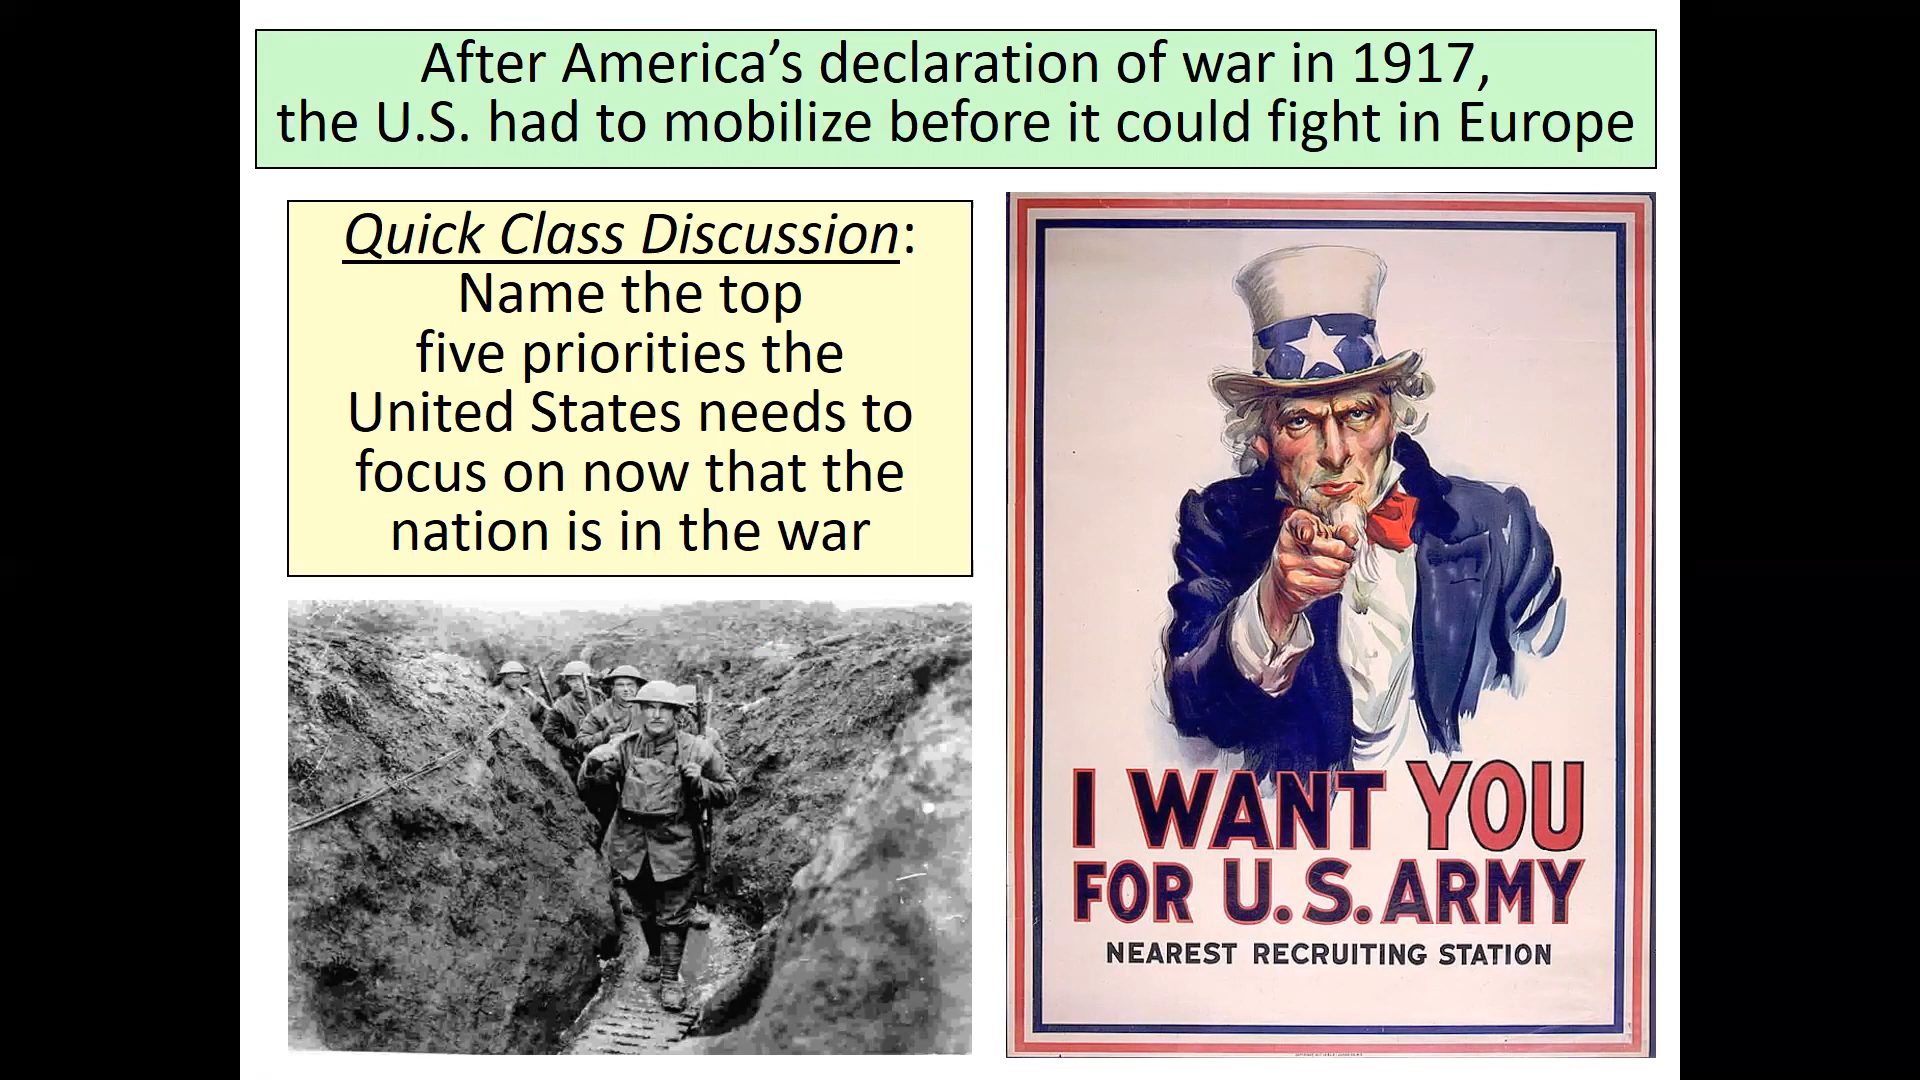 After America’s declaration of war in 1917,
the U.S. had to mobilize before it could fight in Europe
Quick Class Discussion:
Name the top
five priorities the
United States needs to
focus on now that the
nation is in the war
I WANT YOU
FOR U.S. ARMY
NEAREST RECRUITING STATION